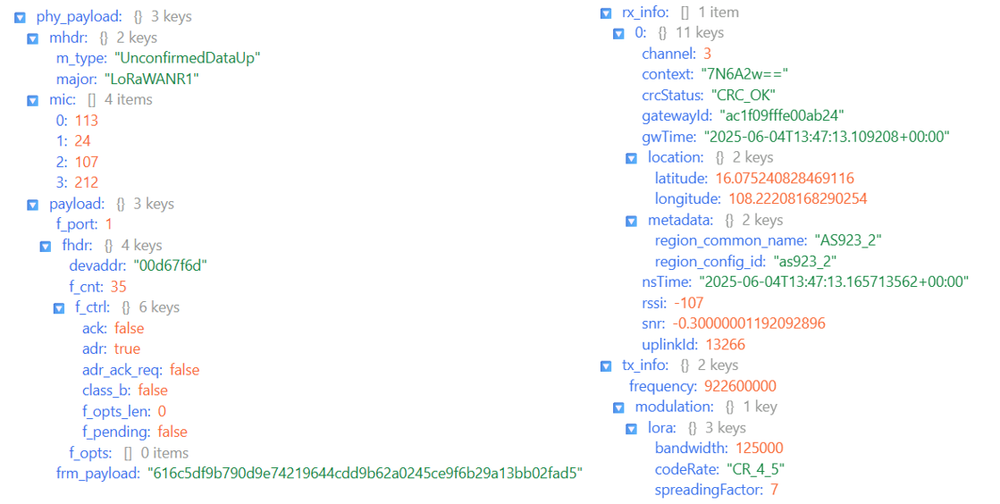 phy_payload: {} 3 keys
mhdr: {} 2 keys
m_type: "UnconfirmedDataUp"
major: "LoRaWANR1"
mic: [] 4 items
0: 113
1: 24
2: 107
3: 212
payload: {} 3 keys
f_port: 1
fhdr: {} 4 keys
devaddr: "00d67f6d"
f_cnt: 35
f_ctrl: {} 6 keys
ack: false
adr: true
adr_ack_req: false
class_b: false
f_opts_len: 0
f_pending: false
f_opts: [] 0 items
frm_payload: "616c5df9b790d9e74219644cdd9b62a0245ce9f6b29a13bb02fad5"
rx_info: [] 1 item
0: {} 11 keys
channel: 3
context: "7N6A2w=="
crcStatus: "CRC_OK"
gatewayId: "ac1f09fffe00ab24"
gwTime: "2025-06-04T13:47:13.109208+00:00"
location: {} 2 keys
latitude: 16.075240828469116
longitude: 108.22208168290254
metadata: {} 2 keys
region_common_name: "AS923_2"
region_config_id: "as923_2"
nsTime: "2025-06-04T13:47:13.165713562+00:00"
rssi: -107
snr: -0.30000001192092896
uplinkId: 13266
tx_info: {} 2 keys
frequency: 922600000
modulation: {} 1 key
lora: {} 3 keys
bandwidth: 125000
codeRate: "CR_4_5"
spreadingFactor: 7